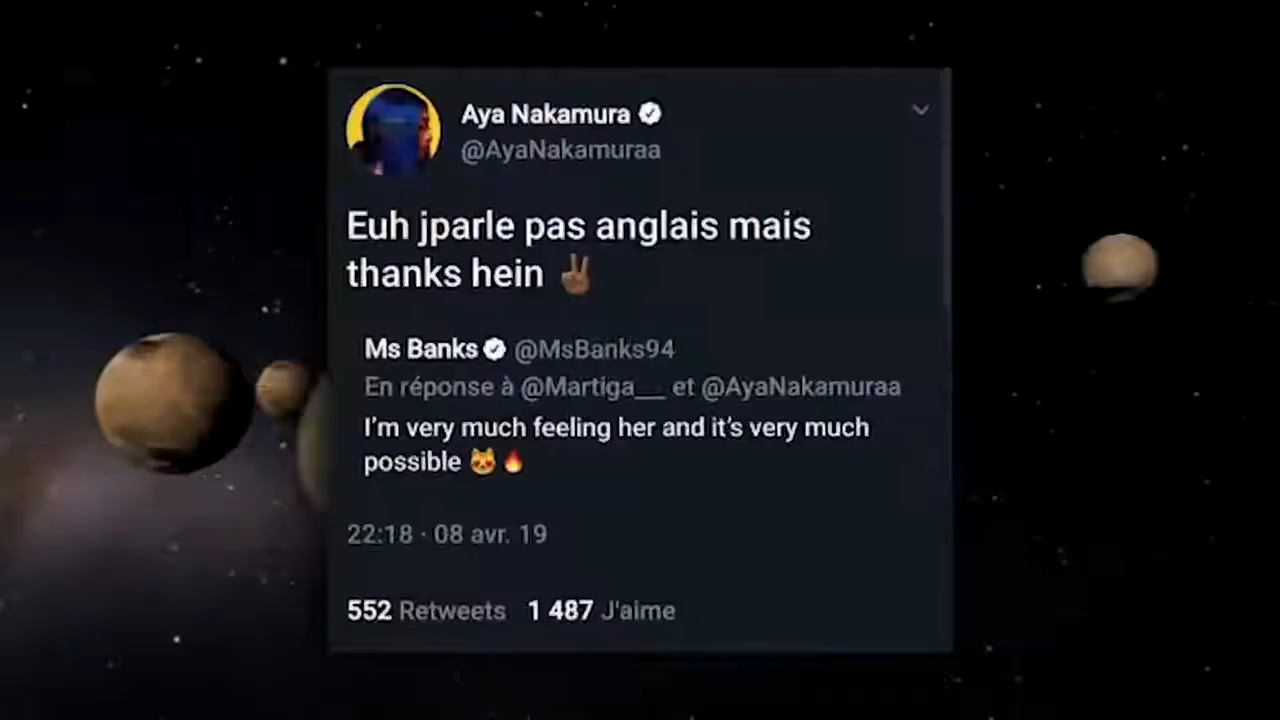 Aya Nakamura
@AyaNakamuraa
Euh jparle pas anglais mais
thanks hein ✌🏾
Ms Banks @MsBanks94
En réponse à @Martiga__ et @AyaNakamuraa
I'm very much feeling her and it's very much
possible 😻🔥
22:18 · 08 avr. 19
552 Retweets 1 487 J'aime